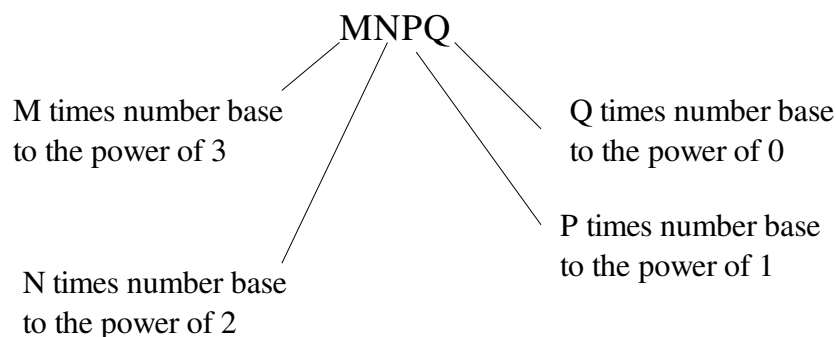 MNPQ
M times number base
to the power of 3
Q times number base
to the power of 0
P times number base
to the power of 1
N times number base
to the power of 2